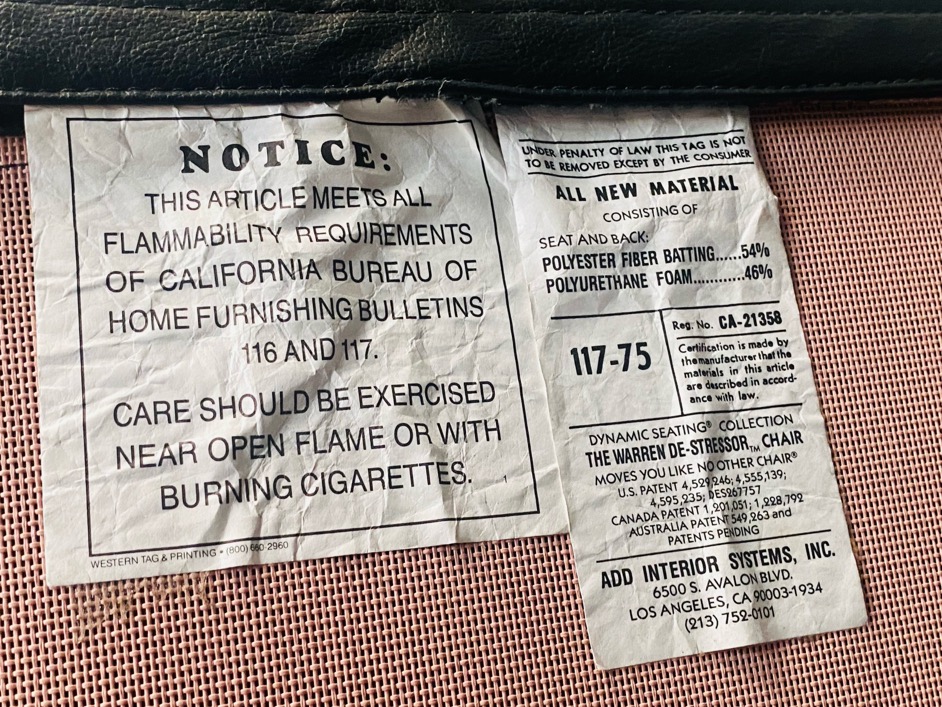 NOTICE:
THIS ARTICLE MEETS ALL
FLAMMABILITY REQUIREMENTS
OF CALIFORNIA BUREAU OF
HOME FURNISHING BULLETINS
116 AND 117.
CARE SHOULD BE EXERCISED
NEAR OPEN FLAME OR WITH
BURNING CIGARETTES.
WESTERN TAG & PRINTING • (800) 660-2960
UNDER PENALTY OF LAW THIS TAG IS NOT
TO BE REMOVED EXCEPT BY THE CONSUMER
ALL NEW MATERIAL
CONSISTING OF
SEAT AND BACK:
POLYESTER FIBER BATTING......54%
POLYURETHANE FOAM............46%
117-75
Reg. No. CA-21358
Certification is made by
the manufacturer that the
materials in this article
are described in accord-
ance with law.
DYNAMIC SEATING® COLLECTION
THE WARREN DE-STRESSOR™ CHAIR
MOVES YOU LIKE NO OTHER CHAIR®
U.S. PATENT 4,529,246; 4,555,139;
4,595,235; DES267757
CANADA PATENT 1,201,051; 1,228,792
AUSTRALIA PATENT 549,263 and
PATENTS PENDING
ADD INTERIOR SYSTEMS, INC.
6500 S. AVALON BLVD.
LOS ANGELES, CA 90003-1934
(213) 752-0101